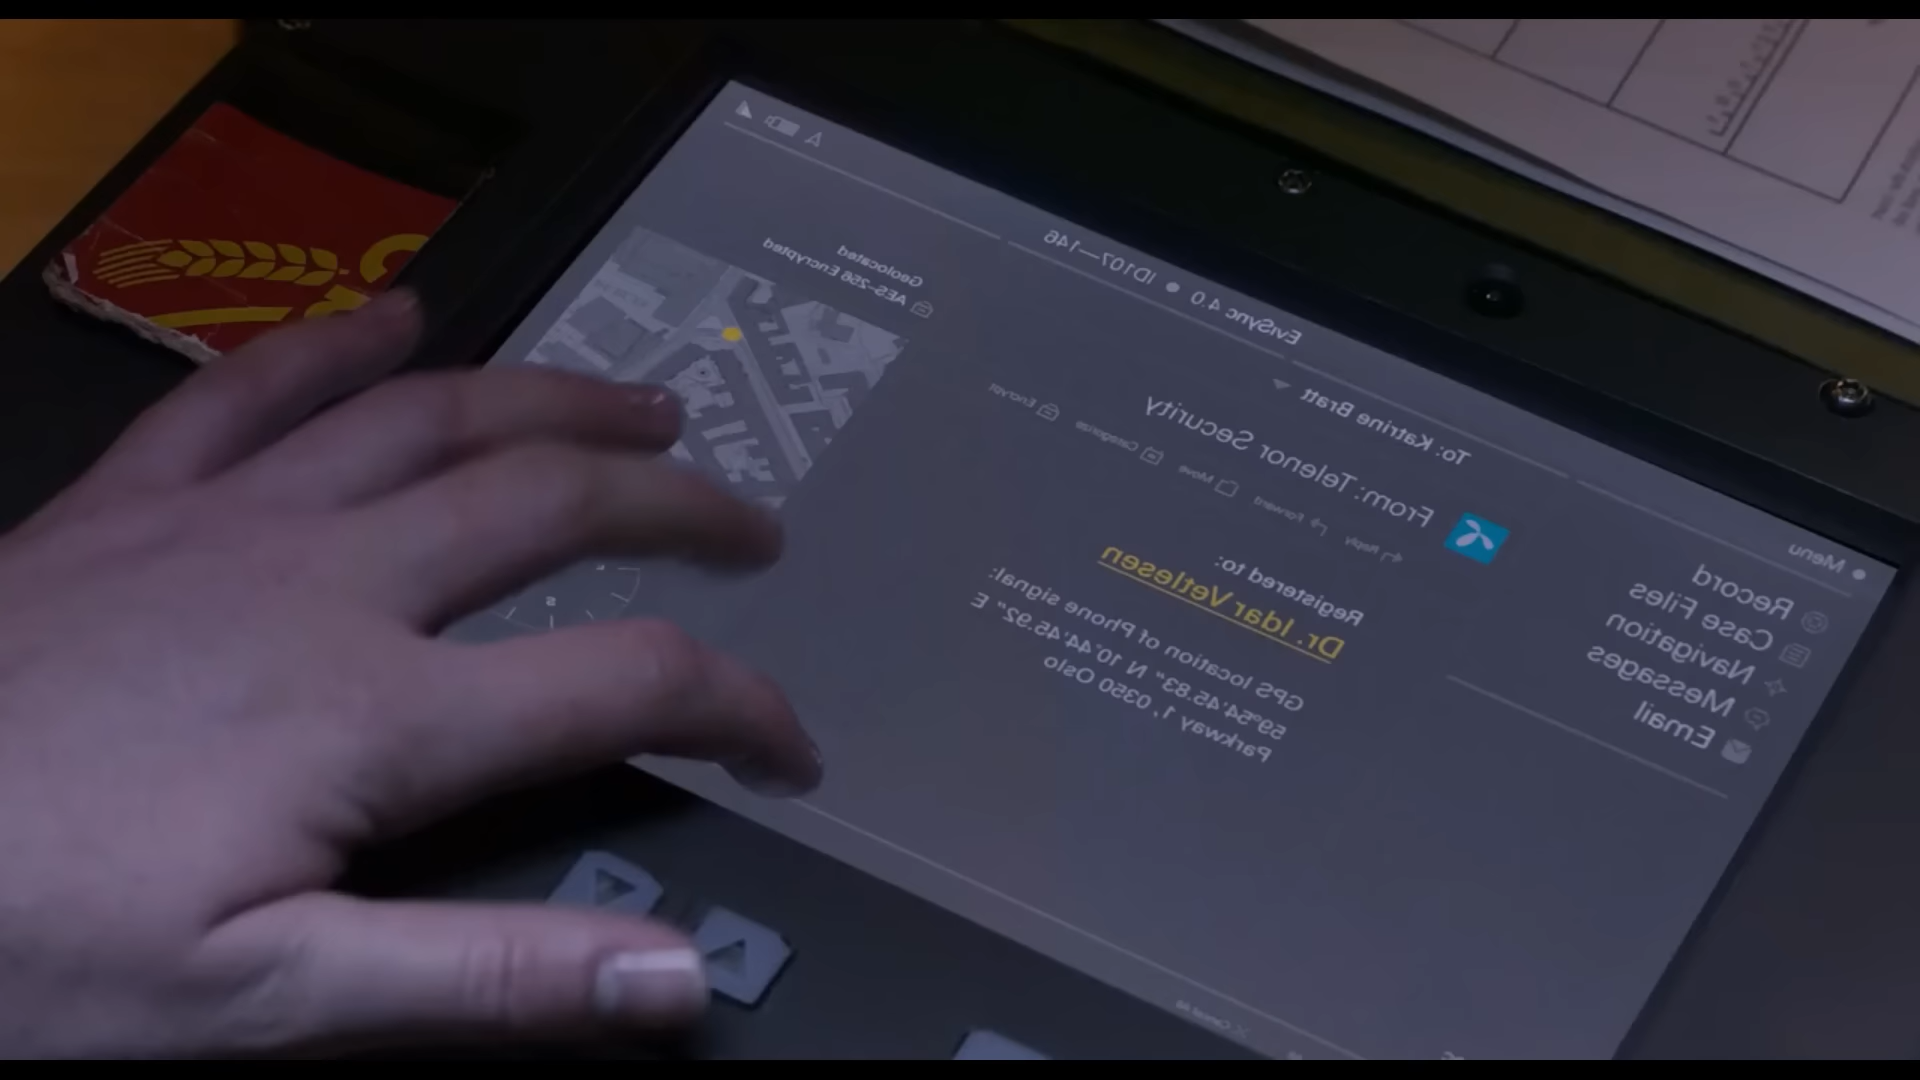 EviSync 4.0 ● ID107—146
● Menu
Record
Case Files
Navigation
Messages
Email
To: Katrine Bratt
From: Telenor Security
Reply
Forward
Move
Categorize
Encrypt
Registered to:
Dr. Idar Vetlesen
GPS location of Phone signal:
59°54'45.83" N 10°44'45.92" E
Parkway 1, 0350 Oslo
Geolocated
AES-256 Encrypted